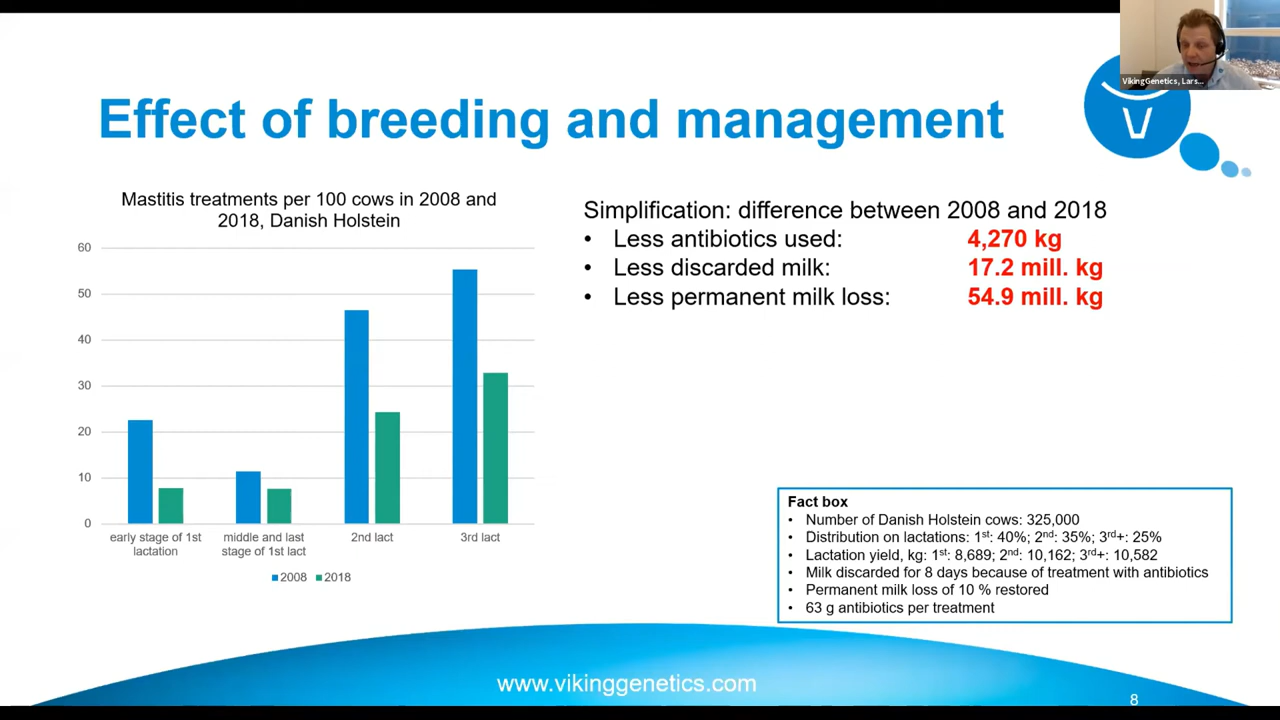 VikingGenetics, Lars...
Effect of breeding and management
Mastitis treatments per 100 cows in 2008 and
2018, Danish Holstein
60
50
40
30
20
10
0
early stage of 1st
lactation
middle and last
stage of 1st lact
2nd lact
3rd lact
2008 2018
Simplification: difference between 2008 and 2018
• Less antibiotics used: 4,270 kg
• Less discarded milk: 17.2 mill. kg
• Less permanent milk loss: 54.9 mill. kg
Fact box
• Number of Danish Holstein cows: 325,000
• Distribution on lactations: 1st: 40%; 2nd: 35%; 3rd+: 25%
• Lactation yield, kg: 1st: 8,689; 2nd: 10,162; 3rd+: 10,582
• Milk discarded for 8 days because of treatment with antibiotics
• Permanent milk loss of 10 % restored
• 63 g antibiotics per treatment
www.vikinggenetics.com
8